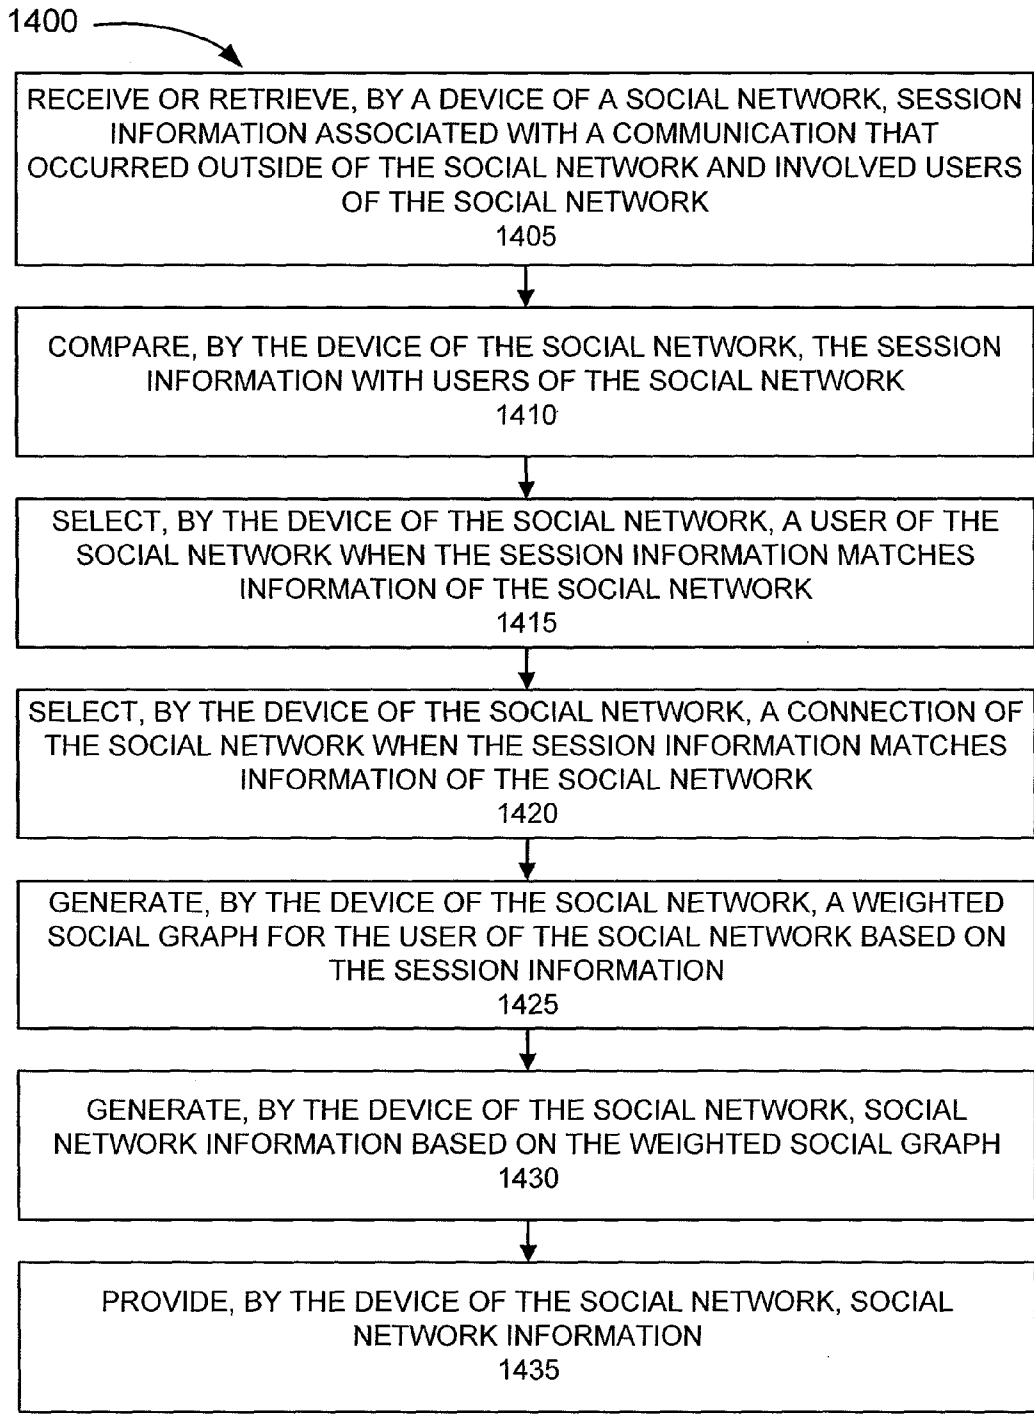 1400
RECEIVE OR RETRIEVE, BY A DEVICE OF A SOCIAL NETWORK, SESSION
INFORMATION ASSOCIATED WITH A COMMUNICATION THAT
OCCURRED OUTSIDE OF THE SOCIAL NETWORK AND INVOLVED USERS
OF THE SOCIAL NETWORK
1405
COMPARE, BY THE DEVICE OF THE SOCIAL NETWORK, THE SESSION
INFORMATION WITH USERS OF THE SOCIAL NETWORK
1410
SELECT, BY THE DEVICE OF THE SOCIAL NETWORK, A USER OF THE
SOCIAL NETWORK WHEN THE SESSION INFORMATION MATCHES
INFORMATION OF THE SOCIAL NETWORK
1415
SELECT, BY THE DEVICE OF THE SOCIAL NETWORK, A CONNECTION OF
THE SOCIAL NETWORK WHEN THE SESSION INFORMATION MATCHES
INFORMATION OF THE SOCIAL NETWORK
1420
GENERATE, BY THE DEVICE OF THE SOCIAL NETWORK, A WEIGHTED
SOCIAL GRAPH FOR THE USER OF THE SOCIAL NETWORK BASED ON
THE SESSION INFORMATION
1425
GENERATE, BY THE DEVICE OF THE SOCIAL NETWORK, SOCIAL
NETWORK INFORMATION BASED ON THE WEIGHTED SOCIAL GRAPH
1430
PROVIDE, BY THE DEVICE OF THE SOCIAL NETWORK, SOCIAL
NETWORK INFORMATION
1435